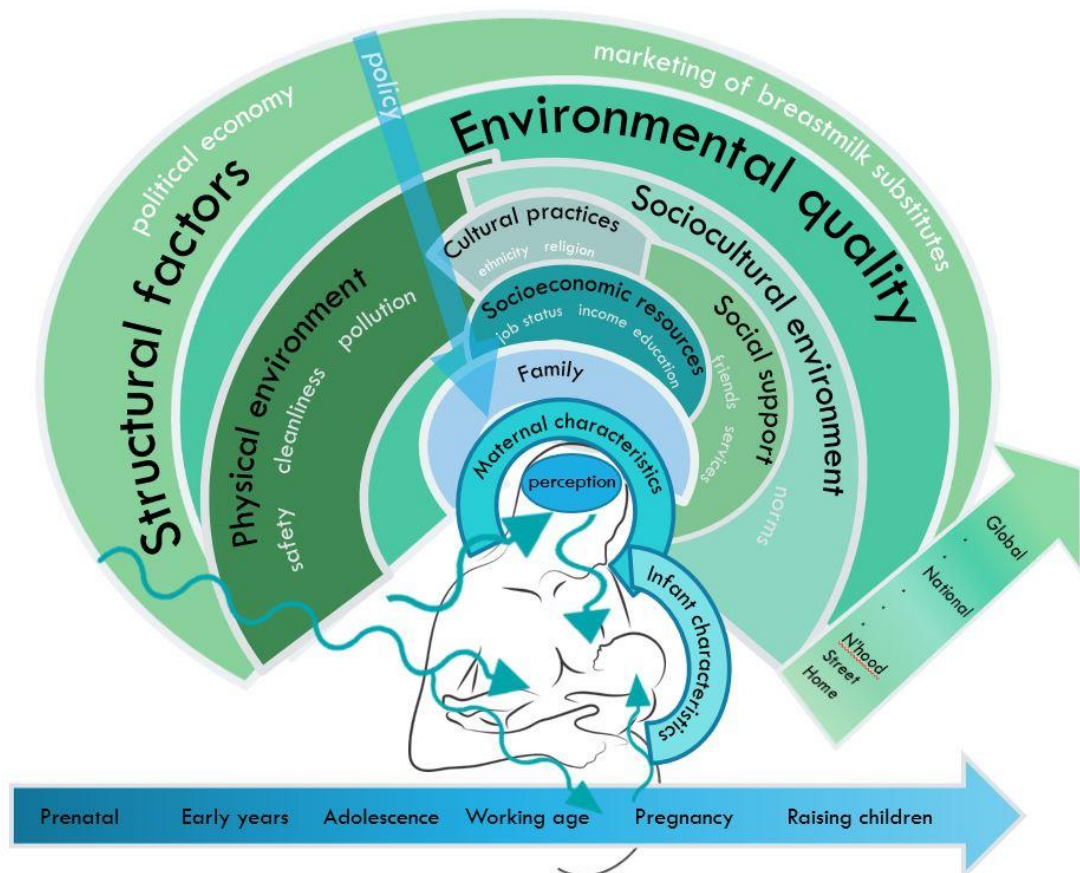 Structural factors
political economy
policy
marketing of breastmilk substitutes
Environmental quality
Physical environment
safety
cleanliness
pollution
Sociocultural environment
norms
Cultural practices
ethnicity
religion
Social support
friends
services
Socioeconomic resources
job status
income
education
Family
Maternal characteristics
perception
Infant characteristics
Global
National
N'hood
Street
Home
Prenatal
Early years
Adolescence
Working age
Pregnancy
Raising children